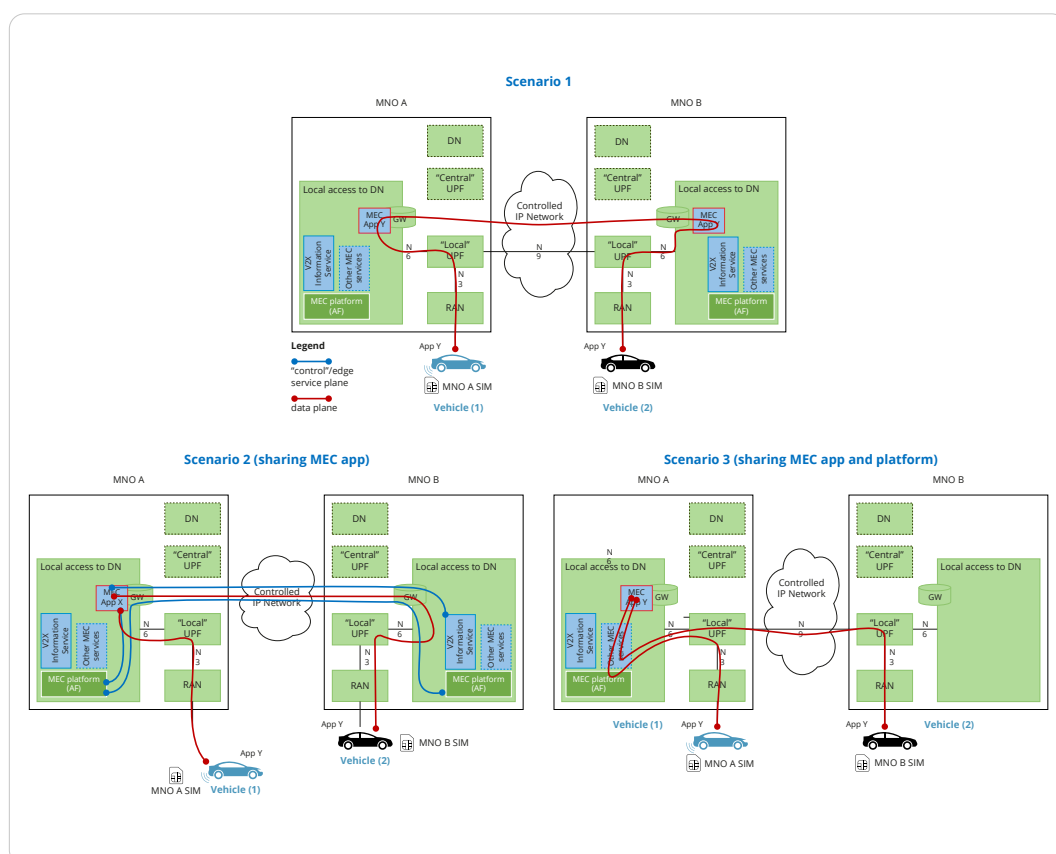 Scenario 1
MNO A
MNO B
DN
"Central"
UPF
Local access to DN
MEC
App Y
GW
V2X
Information
Service
Other MEC
services
MEC platform
(AF)
N
6
"Local"
UPF
N
3
RAN
Controlled
IP Network
N
9
DN
"Central"
UPF
Local access to DN
GW
MEC
App Y
"Local"
UPF
N
6
N
3
RAN
V2X
Information
Service
Other MEC
services
MEC platform
(AF)
Legend
"control"/edge
service plane
data plane
App Y
MNO A SIM
Vehicle (1)
App Y
MNO B SIM
Vehicle (2)
Scenario 2 (sharing MEC app)
MNO A
MNO B
DN
"Central"
UPF
Local access to DN
MEC
App X
GW
V2X
Information
Service
Other MEC
services
MEC platform
(AF)
N
6
"Local"
UPF
N
3
RAN
Controlled
IP Network
DN
"Central"
UPF
Local access to DN
GW
"Local"
UPF
N
6
N
3
RAN
V2X
Information
Service
Other MEC
services
MEC platform
(AF)
App Y
MNO A SIM
Vehicle (1)
App Y
MNO B SIM
Vehicle (2)
Scenario 3 (sharing MEC app and platform)
MNO A
MNO B
DN
"Central"
UPF
N
6
Local access to DN
MEC
App Y
GW
V2X
Information
Service
Other MEC
services
MEC platform
(AF)
N
6
"Local"
UPF
N
3
RAN
Controlled
IP Network
N
9
DN
"Central"
UPF
Local access to DN
GW
"Local"
UPF
N
6
N
3
RAN
Vehicle (1)
App Y
MNO A SIM
App Y
Vehicle (2)
MNO B SIM